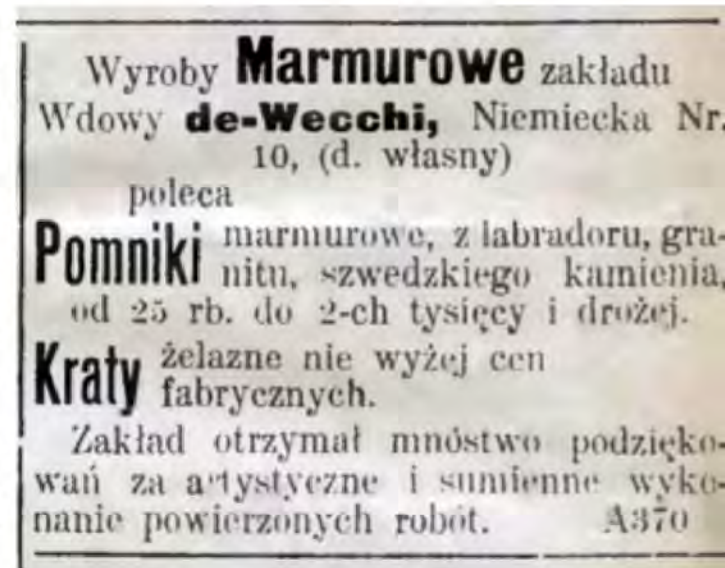 Wyroby Marmurowe zakładu
Wdowy de-Wecchi, Niemiecka Nr.
10, (d. własny)
poleca
Pomniki marmurowe, z labradoru, gra-
nitu, szwedzkiego kamienia,
od 25 rb. do 2-ch tysięcy i drożej.
Kraty żelazne nie wyżej cen
fabrycznych.
Zakład otrzymał mnóstwo podzięko-
wań za artystyczne i sumienne wyko-
nanie powierzonych robót. A370